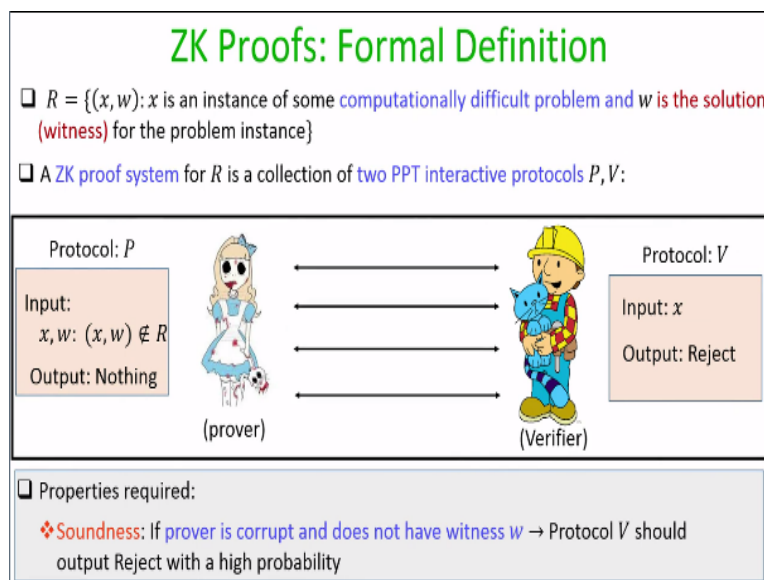 ZK Proofs: Formal Definition
❑ R = {(x, w): x is an instance of some computationally difficult problem and w is the solution
(witness) for the problem instance}
❑ A ZK proof system for R is a collection of two PPT interactive protocols P, V:
Protocol: P
Input:
x, w: (x, w) ∉ R
Output: Nothing
(prover)
(Verifier)
Protocol: V
Input: x
Output: Reject
❑ Properties required:
❖Soundness: If prover is corrupt and does not have witness w → Protocol V should
output Reject with a high probability